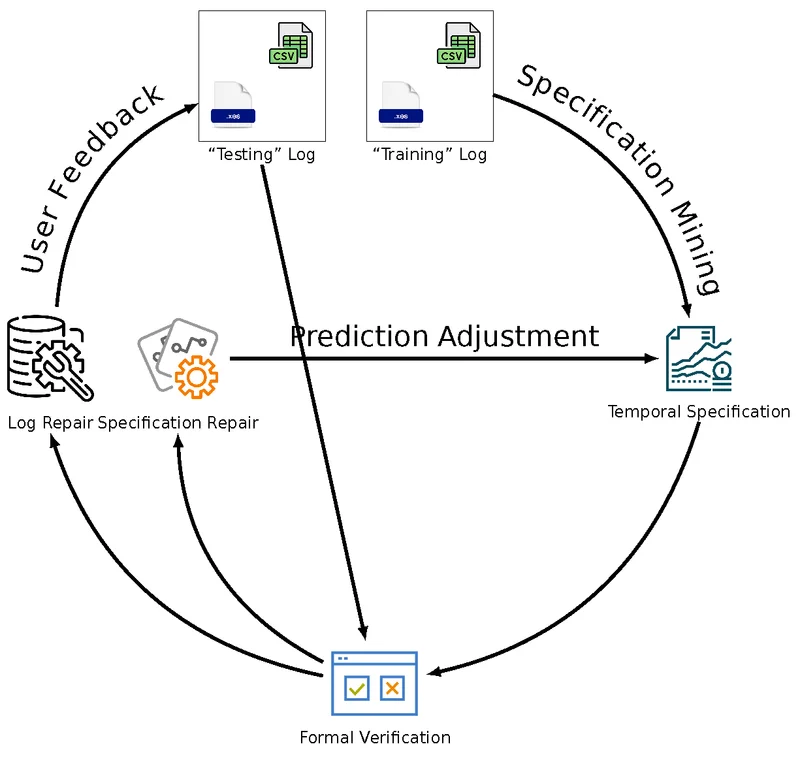 CSV
.xes
“Testing” Log
CSV
.xes
“Training” Log
User Feedback
Specification Mining
Prediction Adjustment
Log Repair
Specification Repair
Temporal Specification
Formal Verification